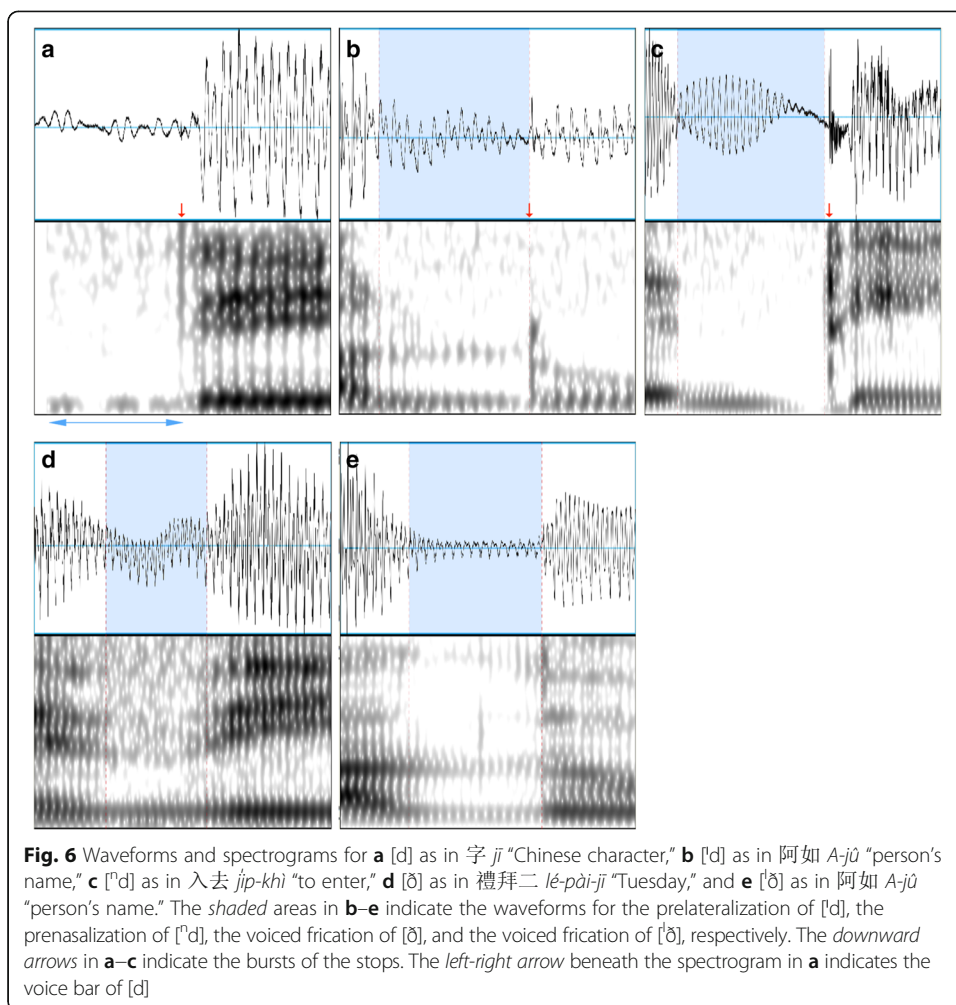 a
b
c
d
e
Fig. 6 Waveforms and spectrograms for a [d] as in 字 jī “Chinese character,” b [ˡd] as in 阿如 A-jû “person’s
name,” c [ⁿd] as in 入去 ji̍p-khì “to enter,” d [ð] as in 禮拜二 lé-pài-jī “Tuesday,” and e [ˡð] as in 阿如 A-jû
“person’s name.” The shaded areas in b–e indicate the waveforms for the prelateralization of [ˡd], the
prenasalization of [ⁿd], the voiced frication of [ð], and the voiced frication of [ˡð], respectively. The downward
arrows in a–c indicate the bursts of the stops. The left-right arrow beneath the spectrogram in a indicates the
voice bar of [d]